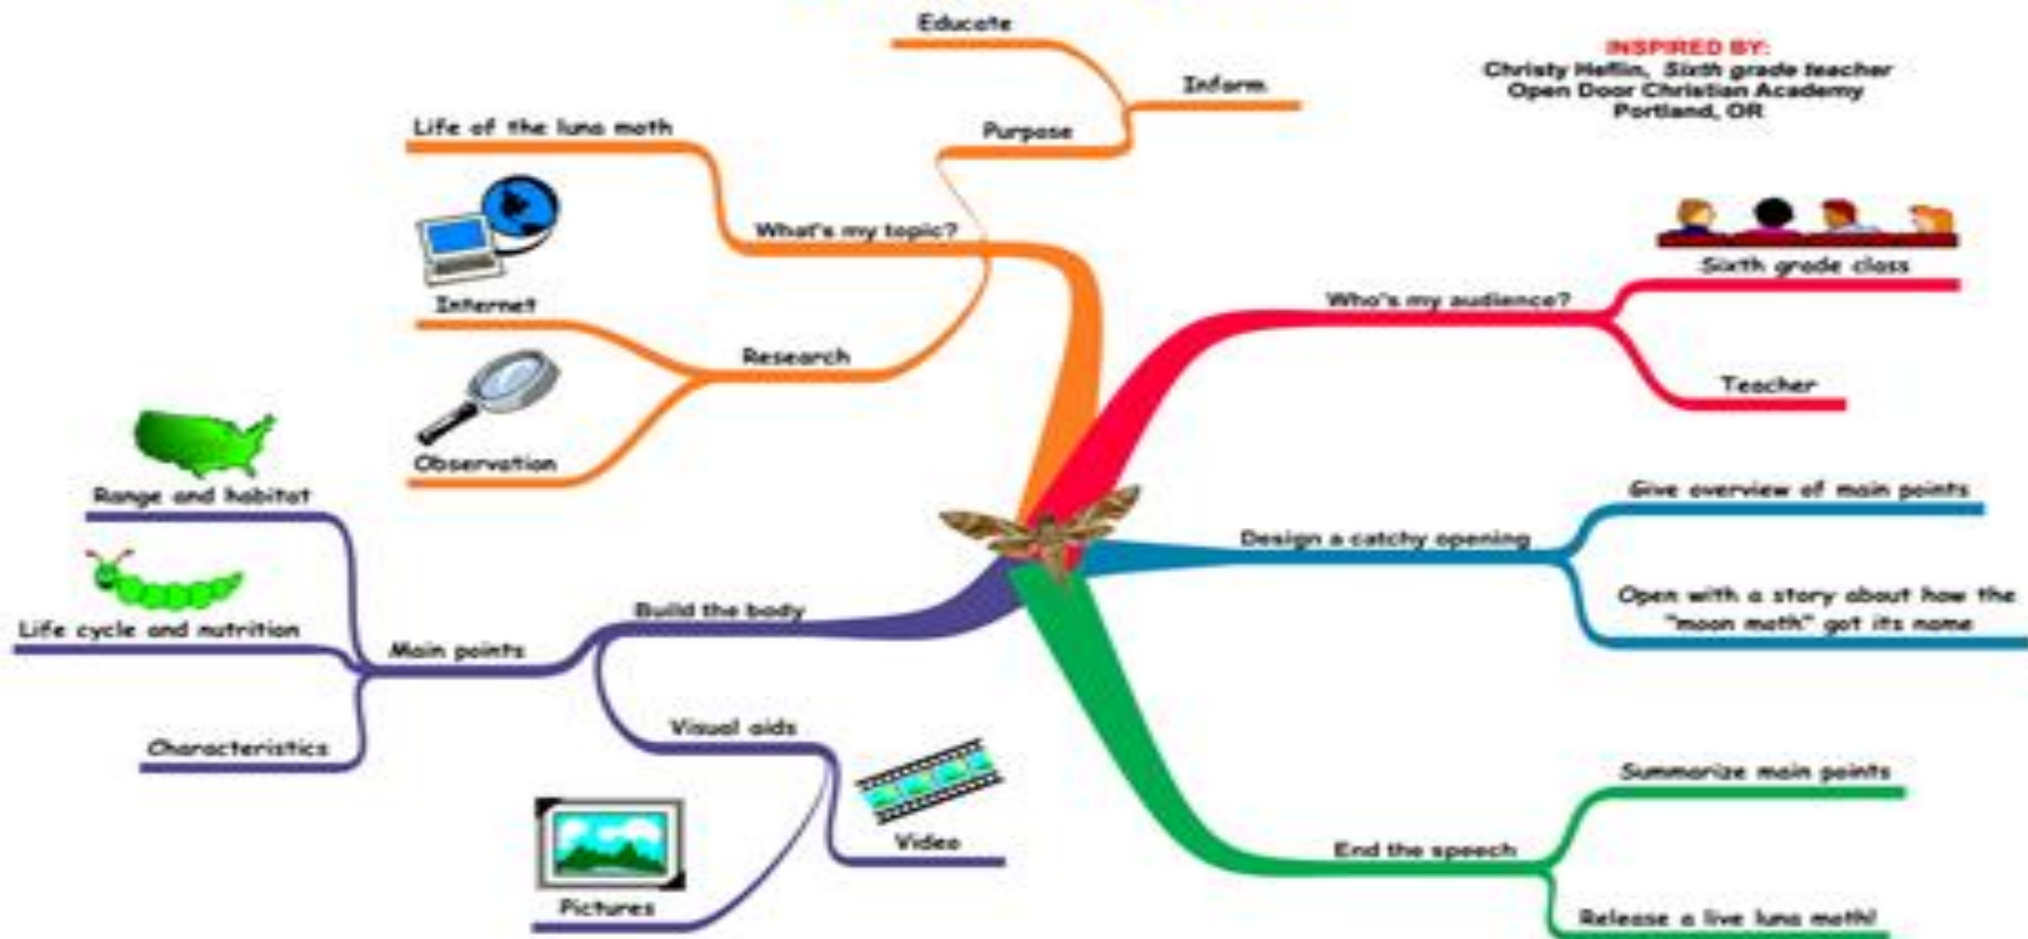 Educate
Inform
Purpose
INSPIRED BY:
Christy Heflin, Sixth grade teacher
Open Door Christian Academy
Portland, OR
Life of the luna moth
What's my topic?
Internet
Research
Observation
Who's my audience?
Sixth grade class
Teacher
Design a catchy opening
Give overview of main points
Open with a story about how the
"moon moth" got its name
Range and habitat
Life cycle and nutrition
Characteristics
Main points
Build the body
Visual aids
Video
Pictures
End the speech
Summarize main points
Release a live luna moth!